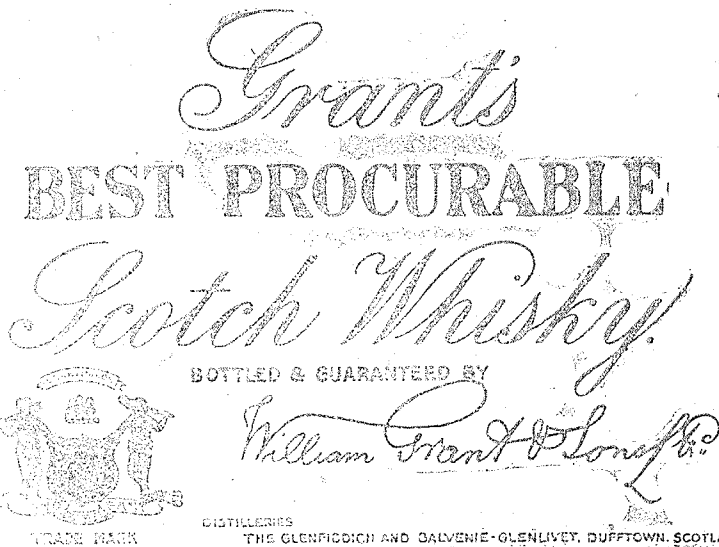 Grant's
BEST PROCURABLE
Scotch Whisky.
BOTTLED & GUARANTEED BY
William Grant & Sons Ltd.
TRADE MARK
DISTILLERIES
THE GLENFIDDICH AND BALVENIE-GLENLIVET, DUFFTOWN. SCOTL